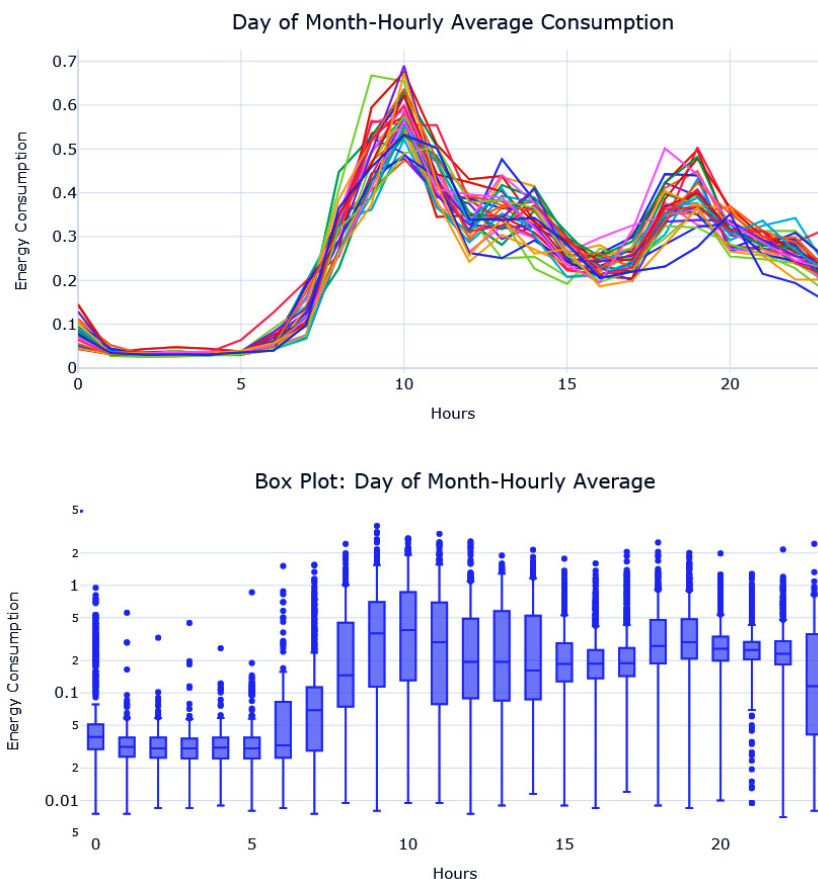 Day of Month-Hourly Average Consumption
0.7
0.6
0.5
0.4
0.3
0.2
0.1
0
Energy Consumption
0 5 10 15 20
Hours
Box Plot: Day of Month-Hourly Average
5
2
1
5
2
0.1
5
2
0.01
5
Energy Consumption
0 5 10 15 20
Hours